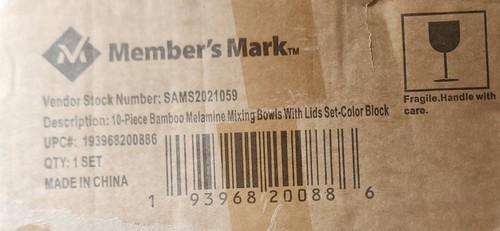 Member's Mark™
Vendor Stock Number: SAMS2021059
Description: 10-Piece Bamboo Melamine Mixing Bowls With Lids Set-Color Block
UPC#: 193968200886
QTY: 1 SET
MADE IN CHINA
1 93968 20088 6
Fragile.Handle with
care.